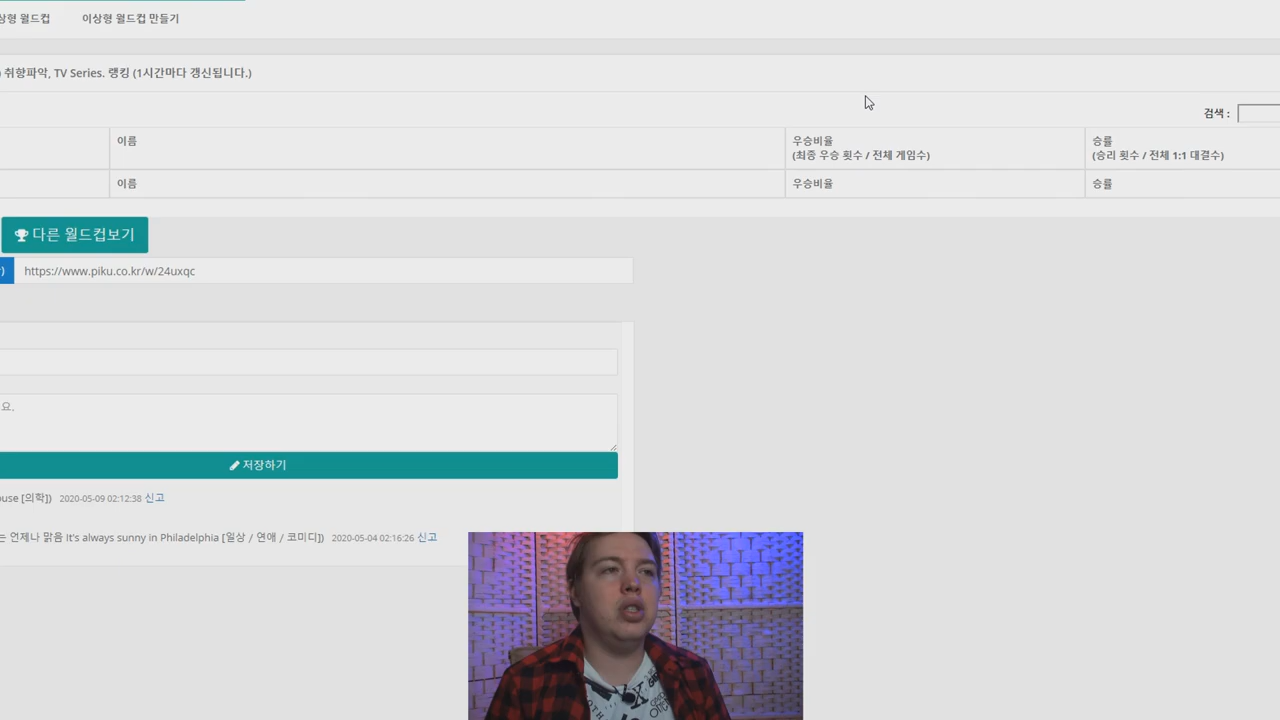 상형 월드컵 이상형 월드컵 만들기
) 취향파악, TV Series. 랭킹 (1시간마다 갱신됩니다.)
검색 :
이름 우승비율 승률
(최종 우승 횟수 / 전체 게임수) (승리 횟수 / 전체 1:1 대결수)
이름 우승비율 승률
다른 월드컵보기
) https://www.piku.co.kr/w/24uxqc
요.
저장하기
ouse [의학]) 2020-05-09 02:12:38 신고
는 언제나 맑음 It's always sunny in Philadelphia [일상 / 연애 / 코미디]) 2020-05-04 02:16:26 신고